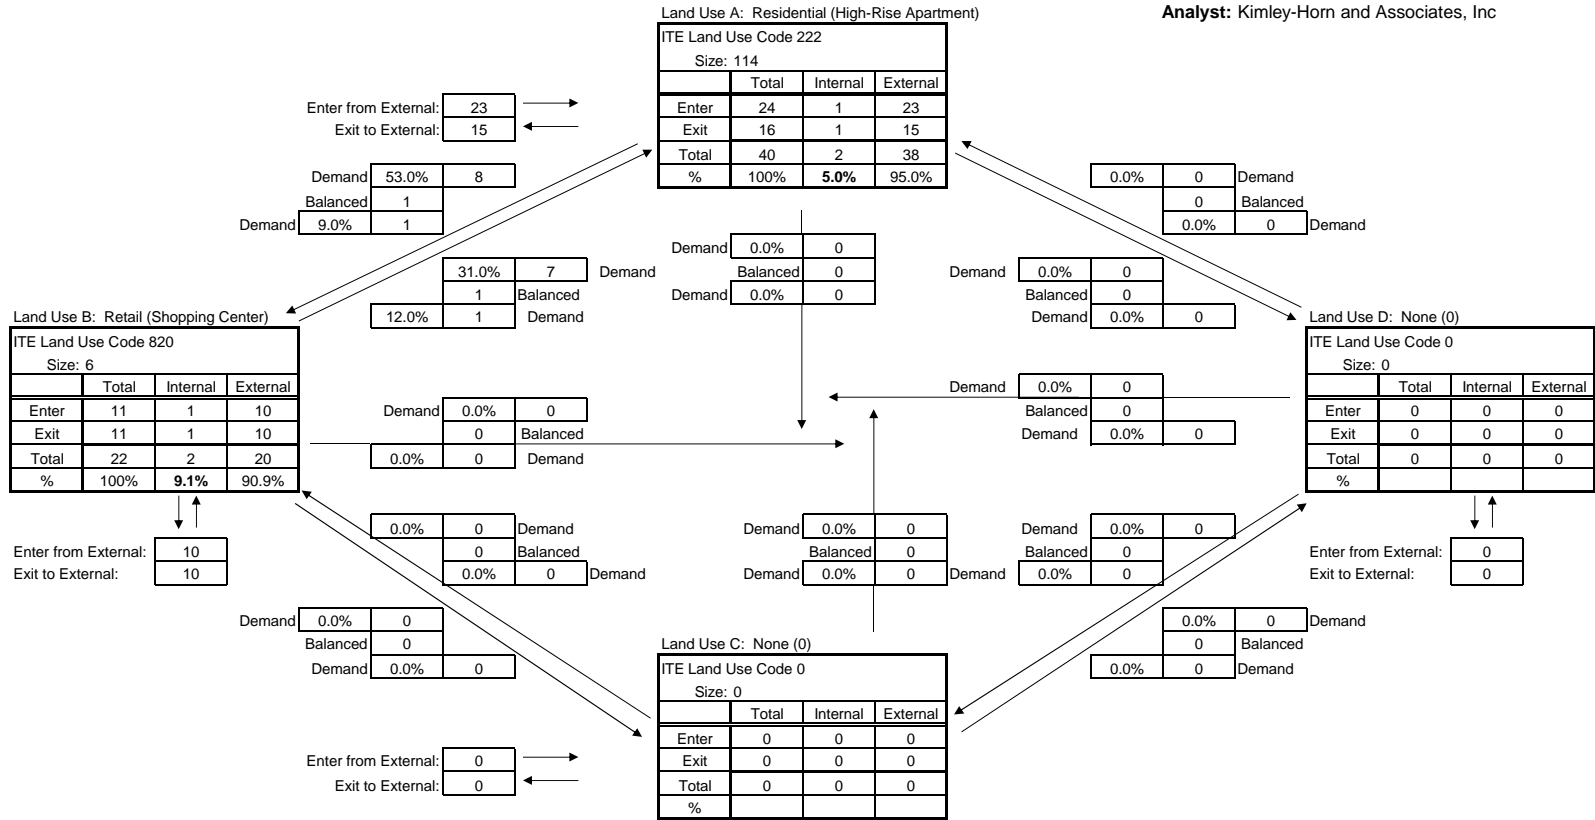 Land Use A: Residential (High-Rise Apartment)
Analyst: Kimley-Horn and Associates, Inc
ITE Land Use Code 222
Size: 114
Total Internal External
Enter 24 1 23
Exit 16 1 15
Total 40 2 38
% 100% 5.0% 95.0%
Enter from External: 23
Exit to External: 15
Demand 53.0% 8
Balanced 1
Demand 9.0% 1
31.0% 7 Demand
1 Balanced
12.0% 1 Demand
Demand 0.0% 0
Balanced 0
Demand 0.0% 0
0.0% 0 Demand
0 Balanced
0.0% 0 Demand
Demand 0.0% 0
Balanced 0
Demand 0.0% 0
Land Use B: Retail (Shopping Center)
ITE Land Use Code 820
Size: 6
Total Internal External
Enter 11 1 10
Exit 11 1 10
Total 22 2 20
% 100% 9.1% 90.9%
Enter from External: 10
Exit to External: 10
Demand 0.0% 0
0 Balanced
0.0% 0 Demand
Demand 0.0% 0
Balanced 0
Demand 0.0% 0
Land Use D: None (0)
ITE Land Use Code 0
Size: 0
Total Internal External
Enter 0 0 0
Exit 0 0 0
Total 0 0 0
%
Enter from External: 0
Exit to External: 0
0.0% 0 Demand
0 Balanced
0.0% 0 Demand
Demand 0.0% 0
Balanced 0
Demand 0.0% 0 Demand
Demand 0.0% 0
Balanced 0
0.0% 0
Demand 0.0% 0
Balanced 0
Demand 0.0% 0
0.0% 0 Demand
0 Balanced
0.0% 0 Demand
Land Use C: None (0)
ITE Land Use Code 0
Size: 0
Total Internal External
Enter 0 0 0
Exit 0 0 0
Total 0 0 0
%
Enter from External: 0
Exit to External: 0